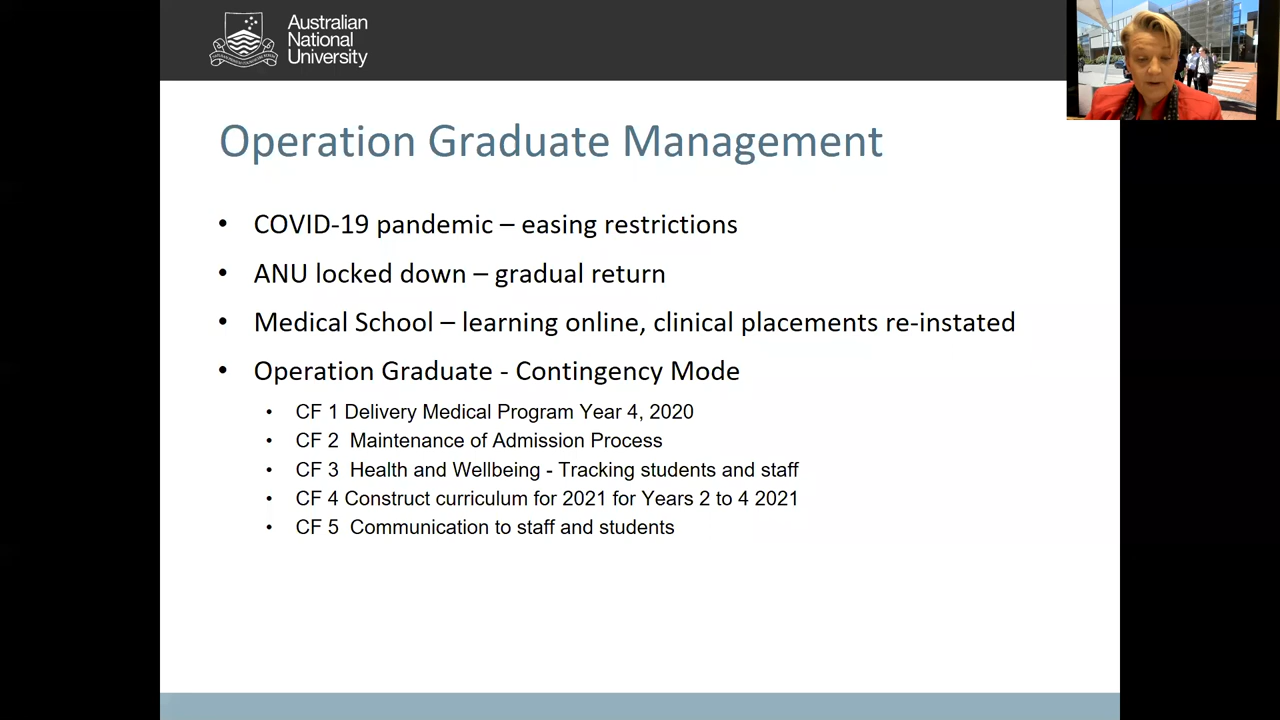 Australian
National
University
Operation Graduate Management
• COVID-19 pandemic – easing restrictions
• ANU locked down – gradual return
• Medical School – learning online, clinical placements re-instated
• Operation Graduate - Contingency Mode
• CF 1 Delivery Medical Program Year 4, 2020
• CF 2  Maintenance of Admission Process
• CF 3  Health and Wellbeing - Tracking students and staff
• CF 4 Construct curriculum for 2021 for Years 2 to 4 2021
• CF 5  Communication to staff and students